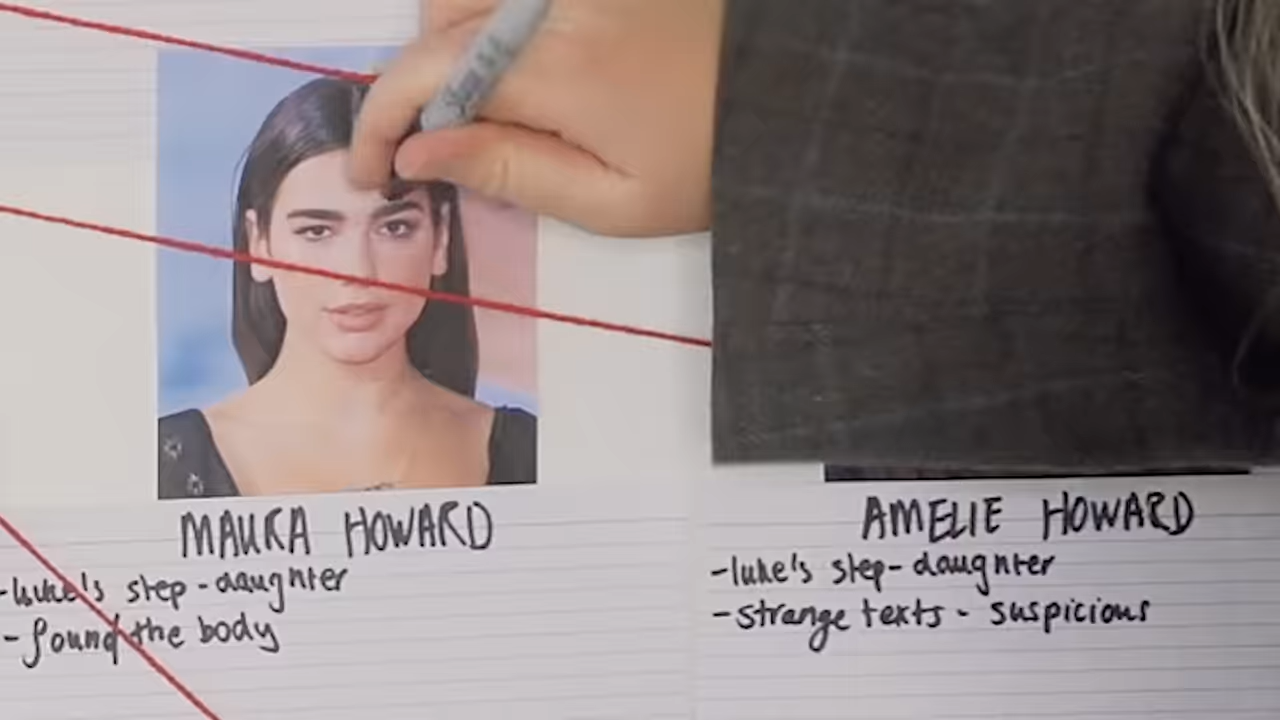 MAURA HOWARD
-luke's step-daughter
- found the body
AMELIE HOWARD
-luke's step-daughter
-strange texts - suspicious